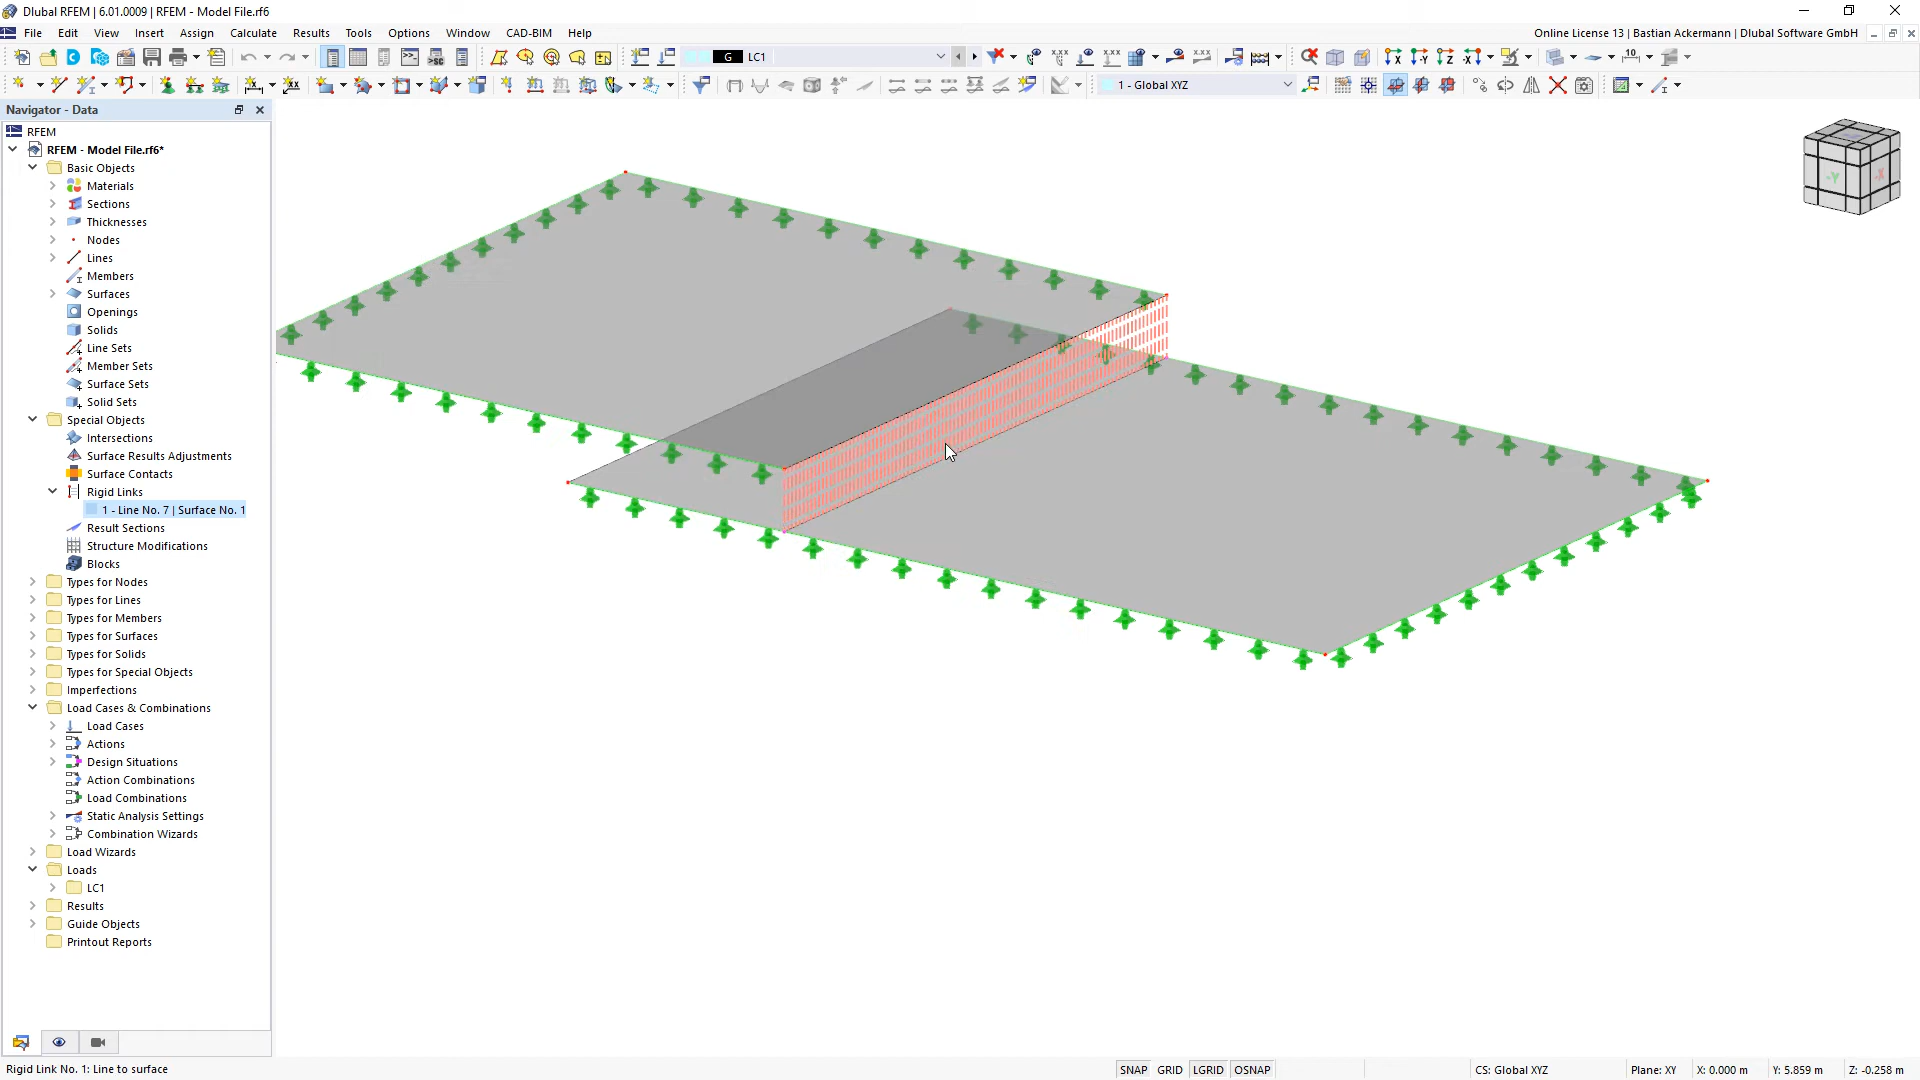 Dlubal RFEM | 6.01.0009 | RFEM - Model File.rf6*
File Edit View Insert Assign Calculate Results Tools Options Window CAD-BIM Help
Online License 13 | Bastian Ackermann | Dlubal Software GmbH
G LC1
1 - Global XYZ
Navigator - Data
RFEM
RFEM - Model File.rf6*
Basic Objects
Materials
Sections
Thicknesses
Nodes
Lines
Members
Surfaces
Openings
Solids
Line Sets
Member Sets
Surface Sets
Solid Sets
Special Objects
Intersections
Surface Results Adjustments
Surface Contacts
Rigid Links
1 - Line No. 7 | Surface No. 1
Result Sections
Structure Modifications
Blocks
Types for Nodes
Types for Lines
Types for Members
Types for Surfaces
Types for Solids
Types for Special Objects
Imperfections
Load Cases & Combinations
Load Cases
Actions
Design Situations
Action Combinations
Load Combinations
Static Analysis Settings
Combination Wizards
Load Wizards
Loads
LC1
Results
Guide Objects
Printout Reports
-Y
Rigid Link No. 1: Line to surface
SNAP GRID LGRID OSNAP CS: Global XYZ Plane: XY X: 0.000 m Y: 5.859 m Z: -0.258 m